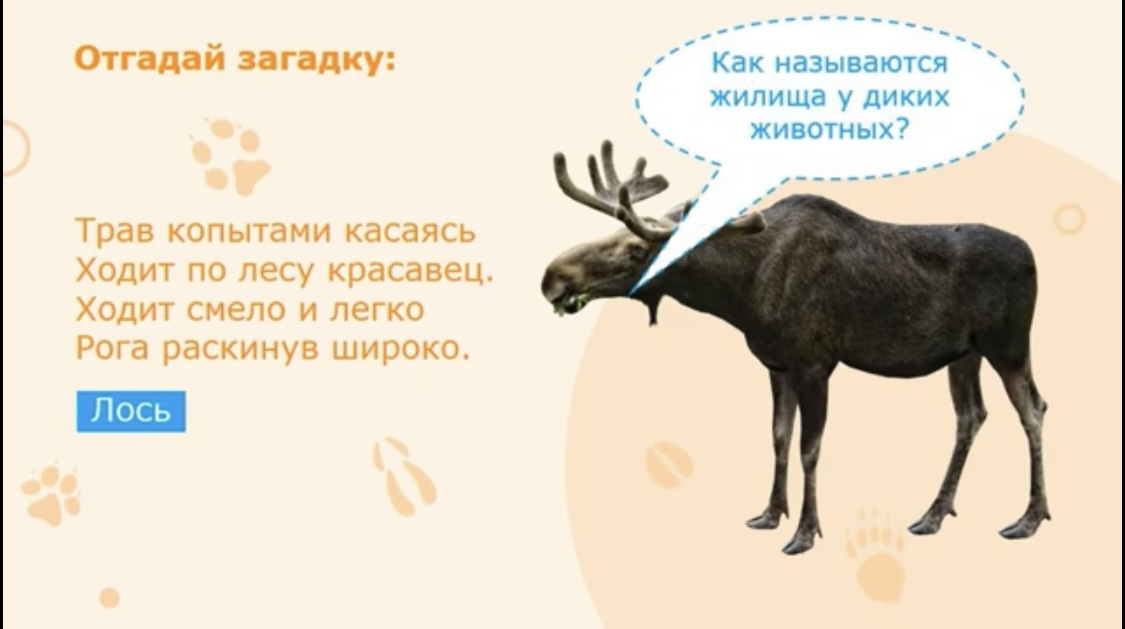 Отгадай загадку:
Как называются
жилища у диких
животных?
Трав копытами касаясь
Ходит по лесу красавец.
Ходит смело и легко
Рога раскинув широко.
Лось